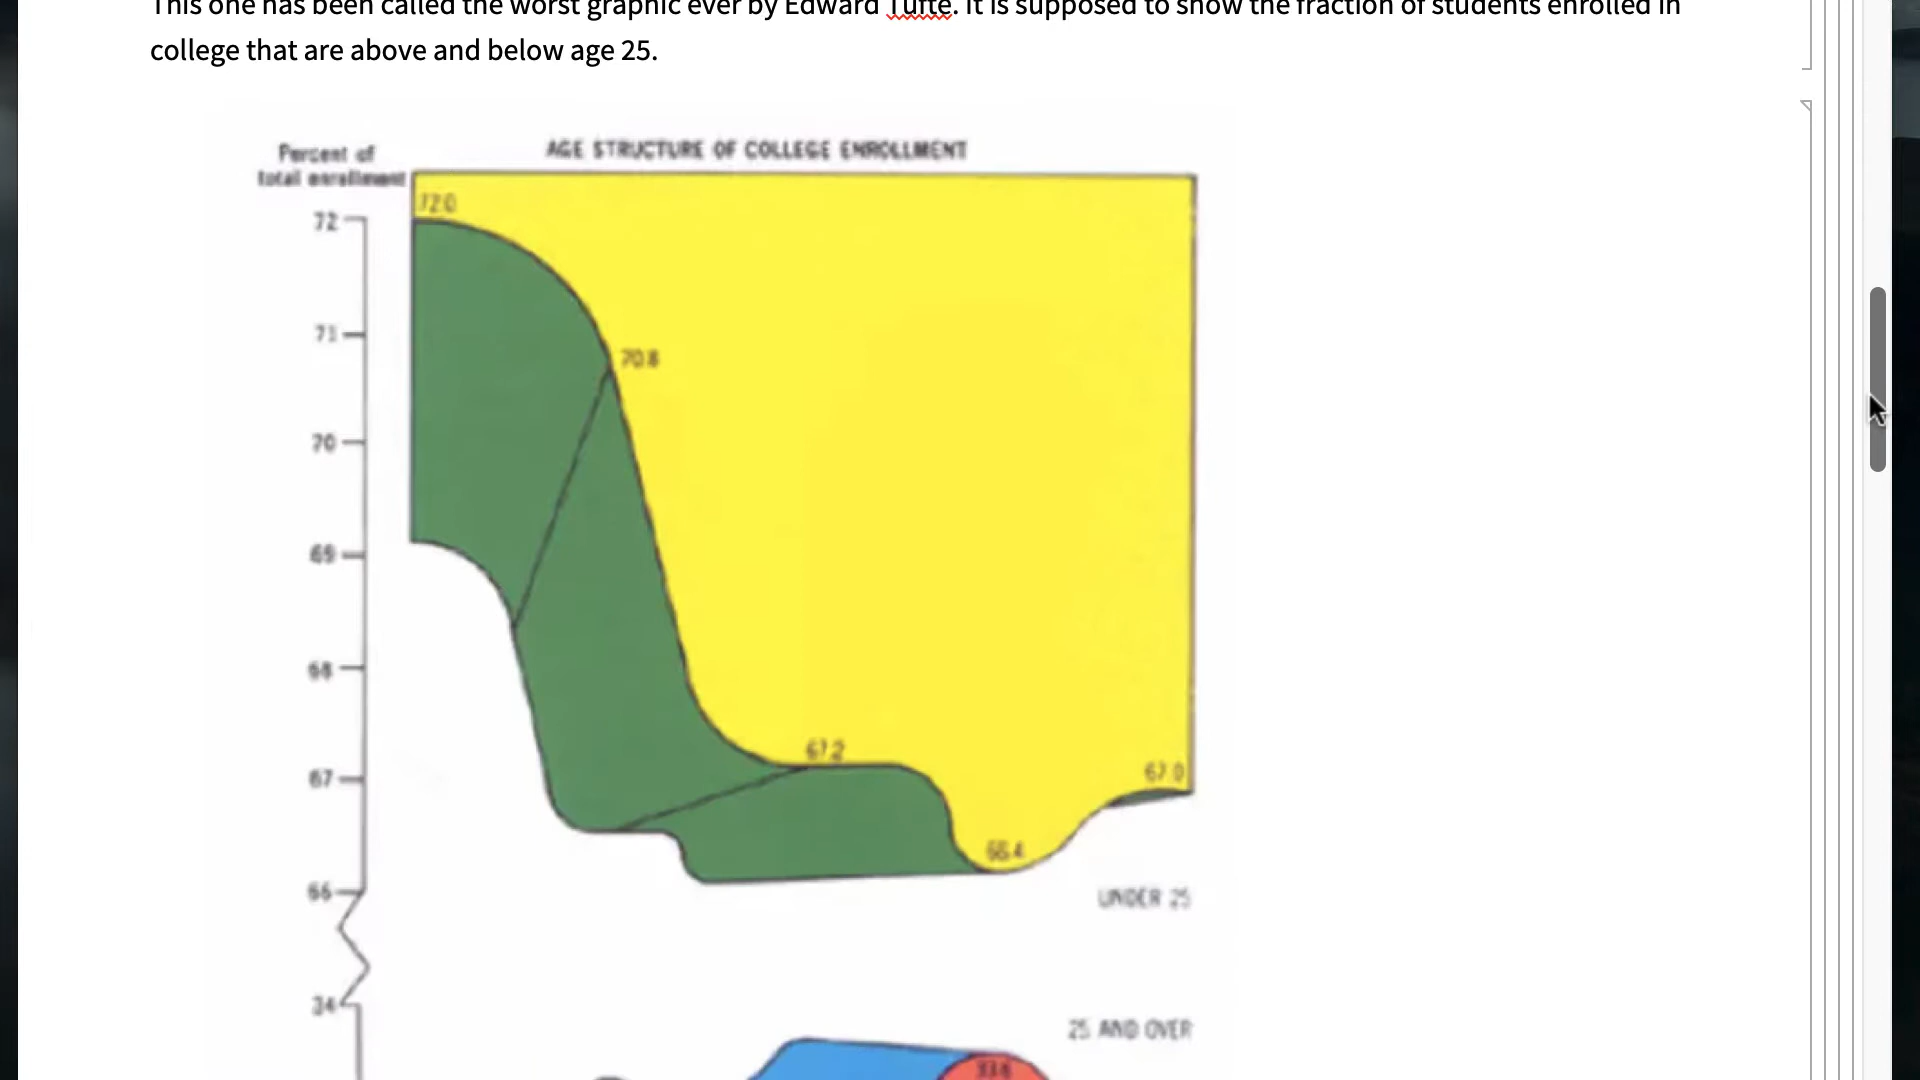 This one has been called the worst graphic ever by Edward Tufte. It is supposed to show the fraction of students enrolled in
college that are above and below age 25.
AGE STRUCTURE OF COLLEGE ENROLLMENT
Percent of
total enrollment
72.0
72
71
70.8
70
69
68
67.2
67.0
67
66.4
66
UNDER 25
34
25 AND OVER
33.6